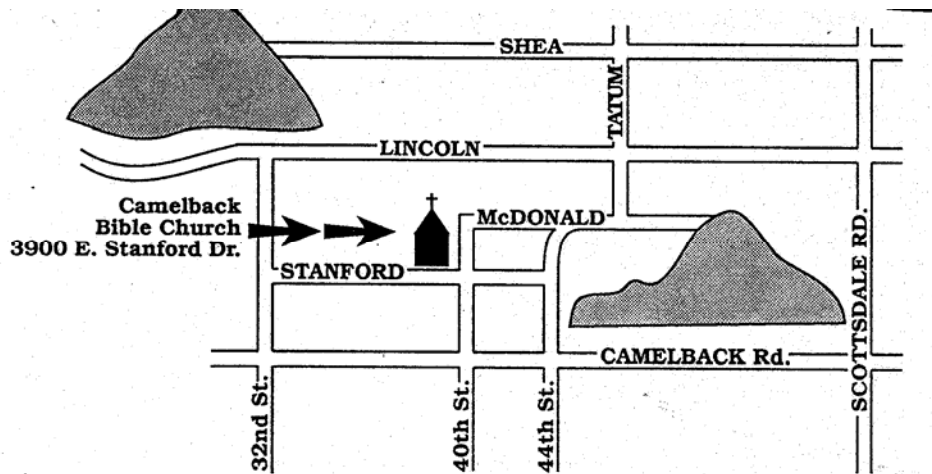 SHEA
TATUM
LINCOLN
Camelback
Bible Church
3900 E. Stanford Dr.
McDONALD
STANFORD
SCOTTSDALE RD.
CAMELBACK Rd.
32nd St.
40th St.
44th St.